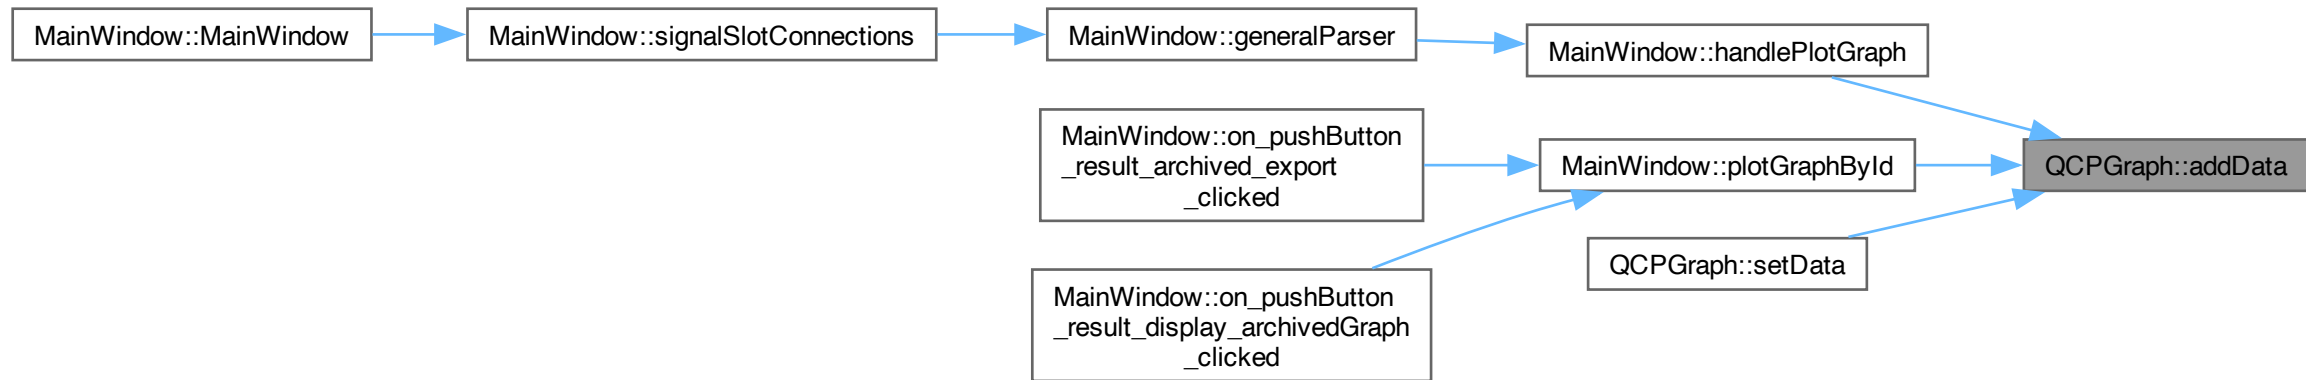 MainWindow::MainWindow
MainWindow::signalSlotConnections
MainWindow::generalParser
MainWindow::handlePlotGraph
MainWindow::on_pushButton
_result_archived_export
_clicked
MainWindow::plotGraphById
QCPGraph::addData
QCPGraph::setData
MainWindow::on_pushButton
_result_display_archivedGraph
_clicked